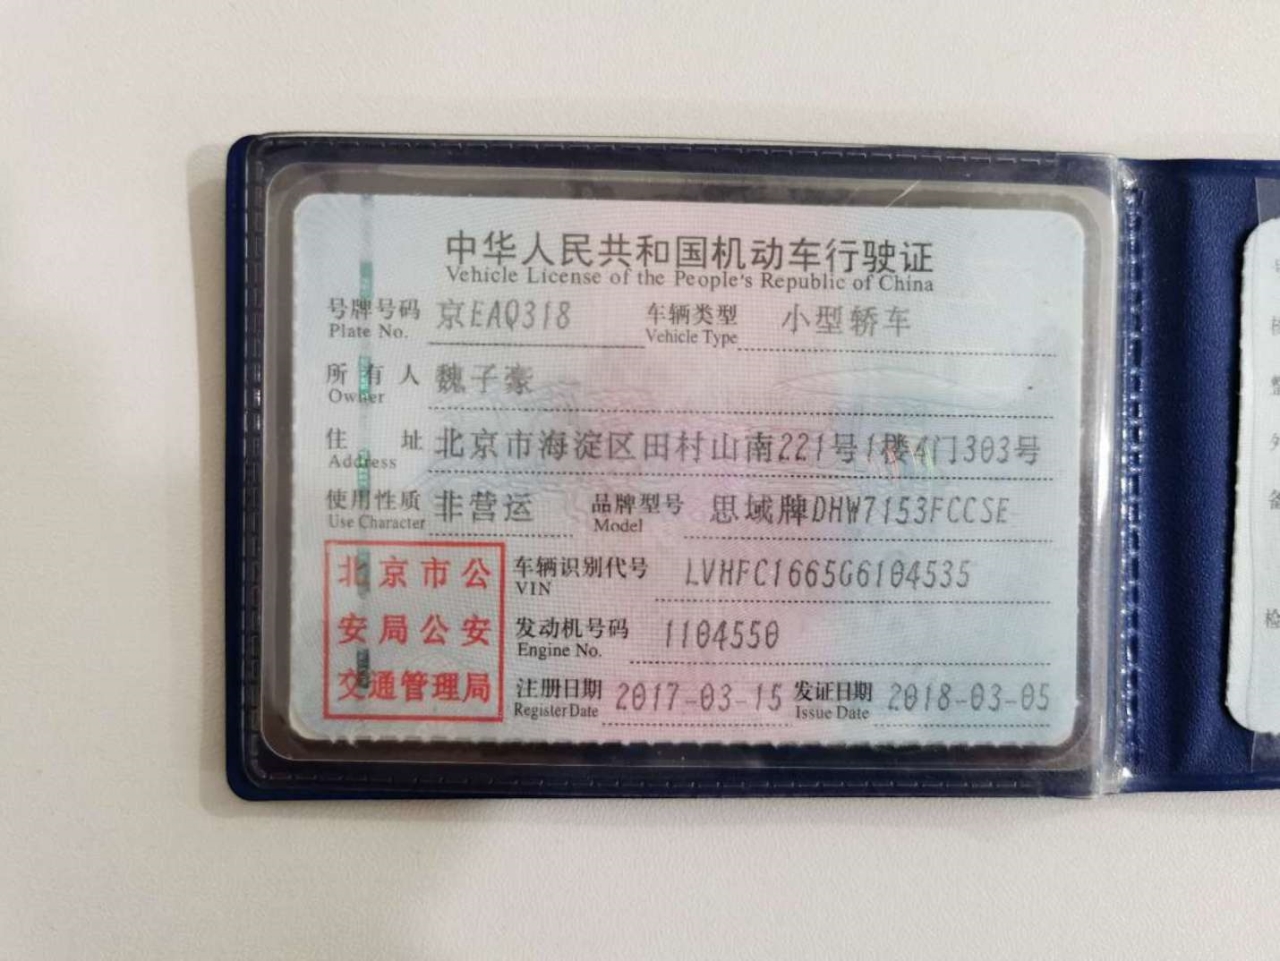 中华人民共和国机动车行驶证
Vehicle License of the People's Republic of China
号牌号码 京EAQ318 车辆类型 小型轿车
Plate No. Vehicle Type
所有人 魏子豪
Owner
住址 北京市海淀区田村山南221号1楼4门303号
Address
使用性质 非营运 品牌型号 思域牌DHW7153FCCSE
Use Character Model
北京市公
安局公安
交通管理局
车辆识别代号 LVHFC1665G6104535
VIN
发动机号码 1104550
Engine No.
注册日期 2017-03-15 发证日期 2018-03-05
Register Date Issue Date